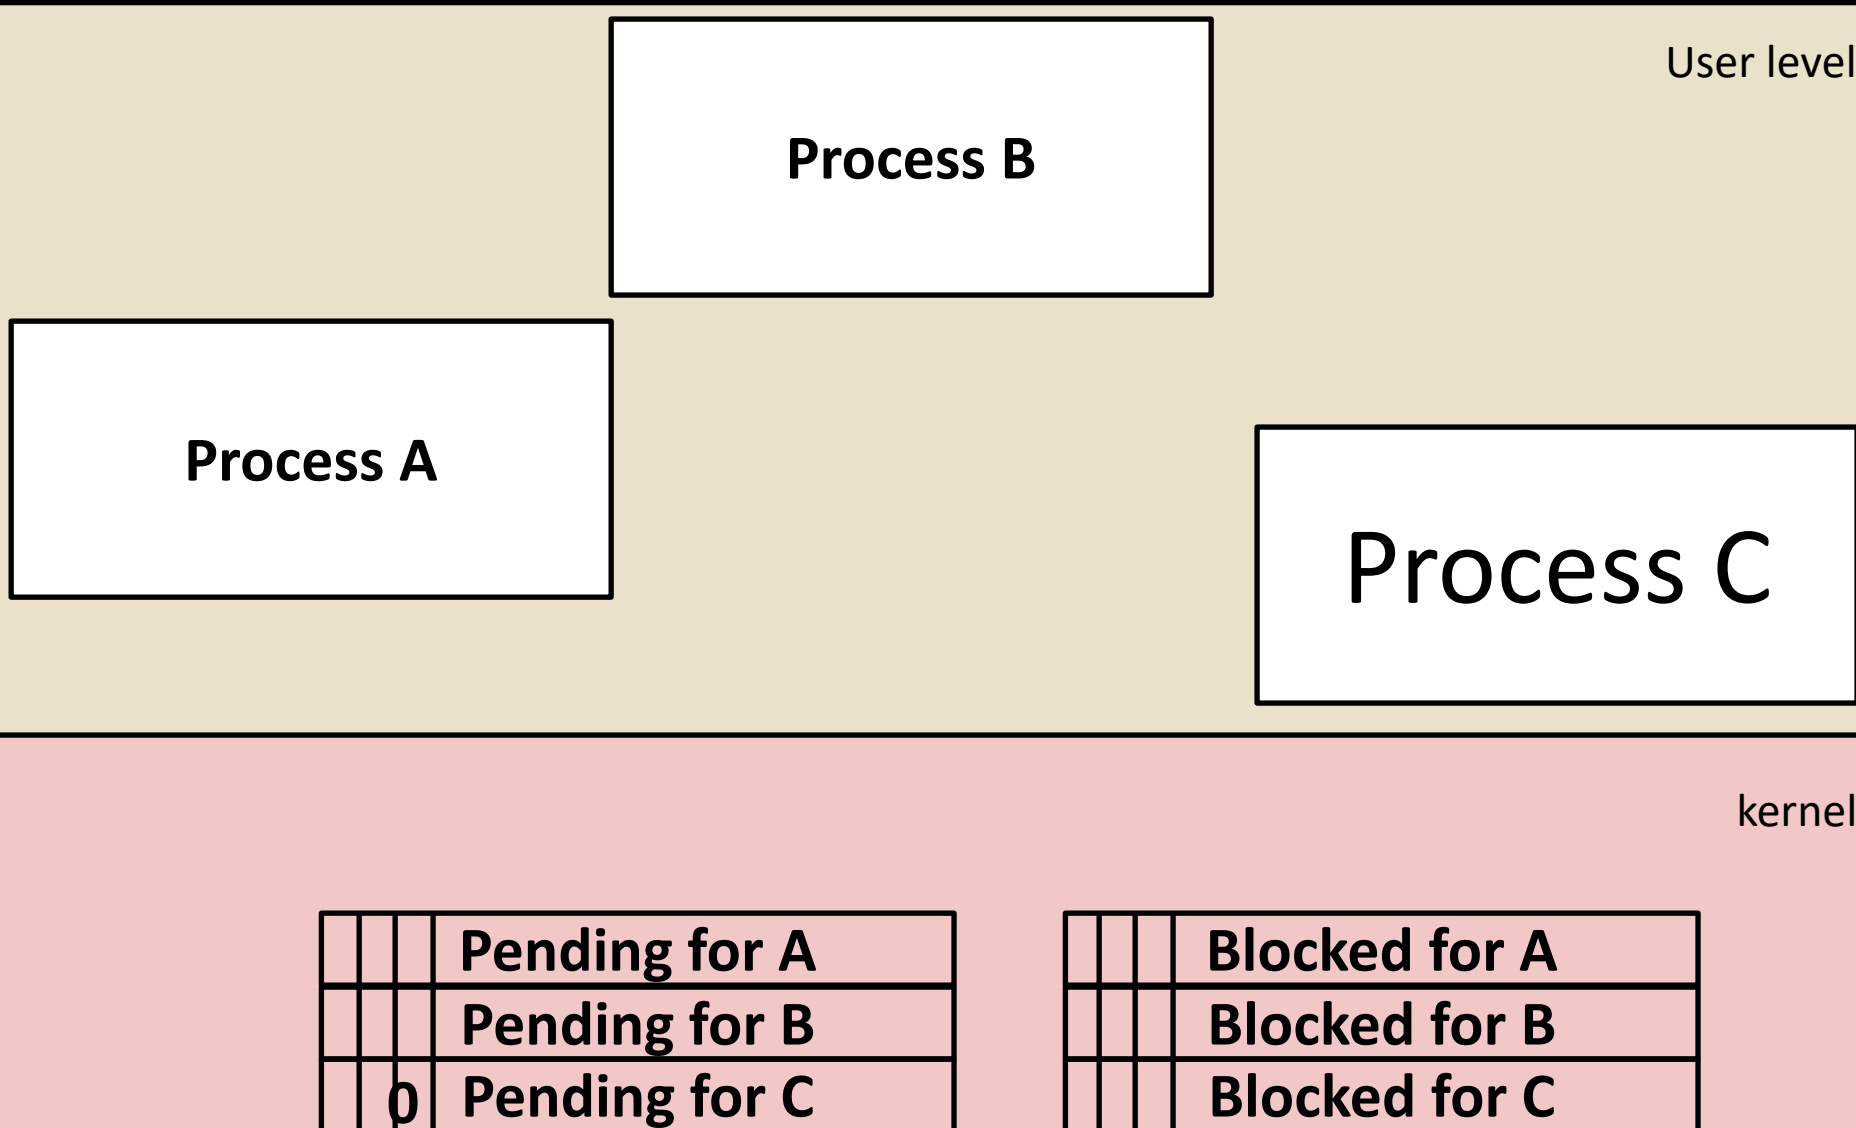 User level
Process B
Process A
Process C
kernel
Pending for A
Blocked for A
Pending for B
Blocked for B
0 Pending for C
Blocked for C